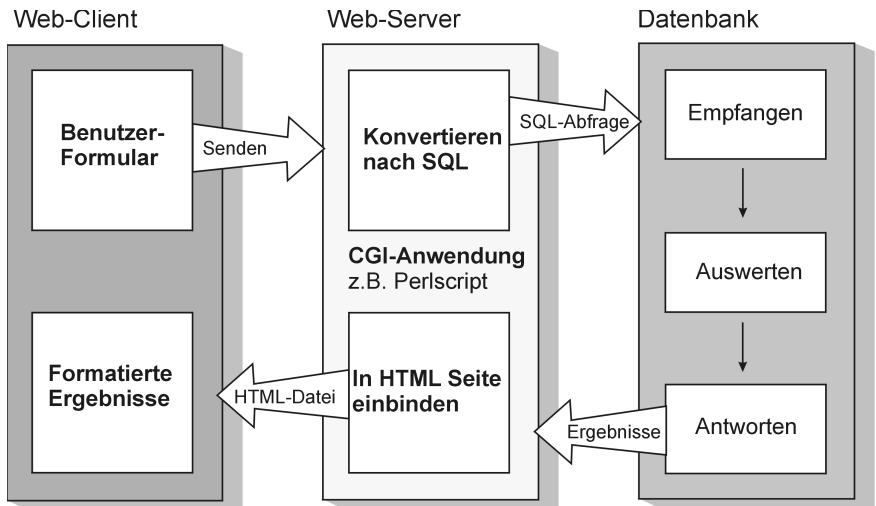 Web-Client
Web-Server
Datenbank
Benutzer-
Formular
Senden
Konvertieren
nach SQL
SQL-Abfrage
Empfangen
CGI-Anwendung
z.B. Perlscript
Auswerten
Formatierte
Ergebnisse
HTML-Datei
In HTML Seite
einbinden
Ergebnisse
Antworten